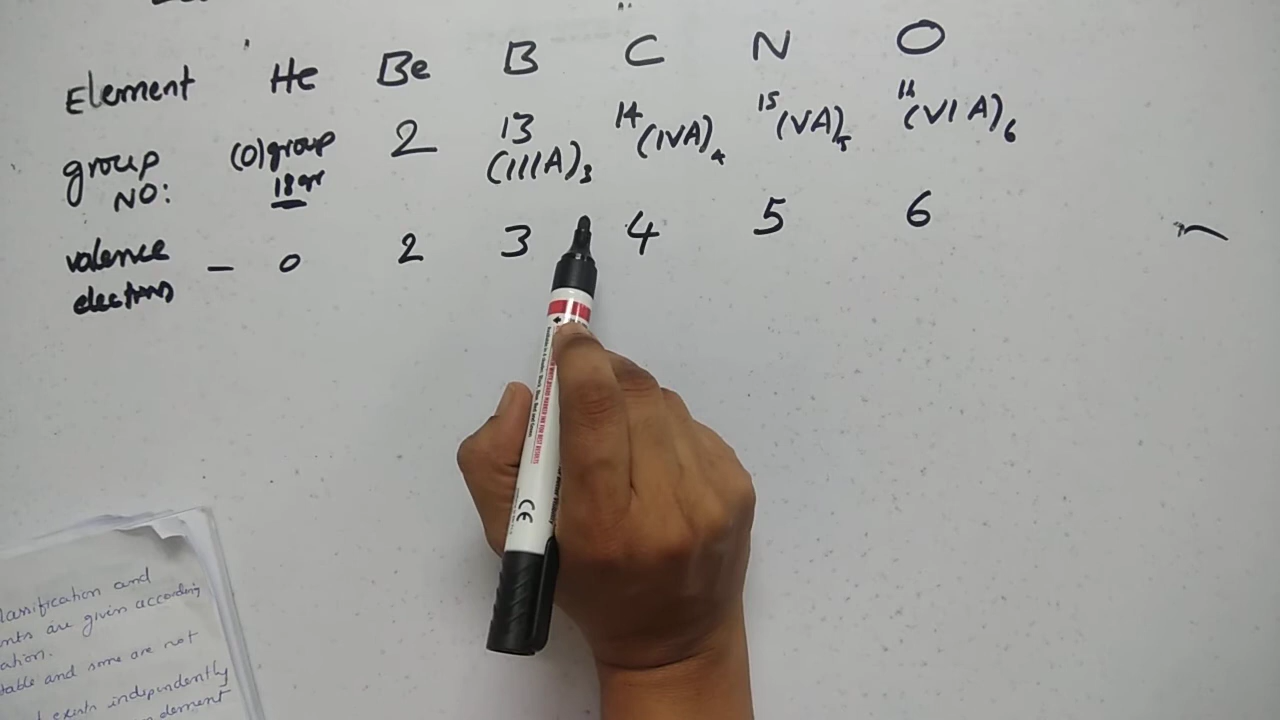 Element He Be B C N O
group NO: (0)group 18gr 2 13 (IIIA)3 14 (IVA)4 15 (VA)5 16 (VIA)6
valence electrons - 0 2 3 4 5 6
CE
lassification and
nts are given according
ation.
table and some are not
exists independently
element